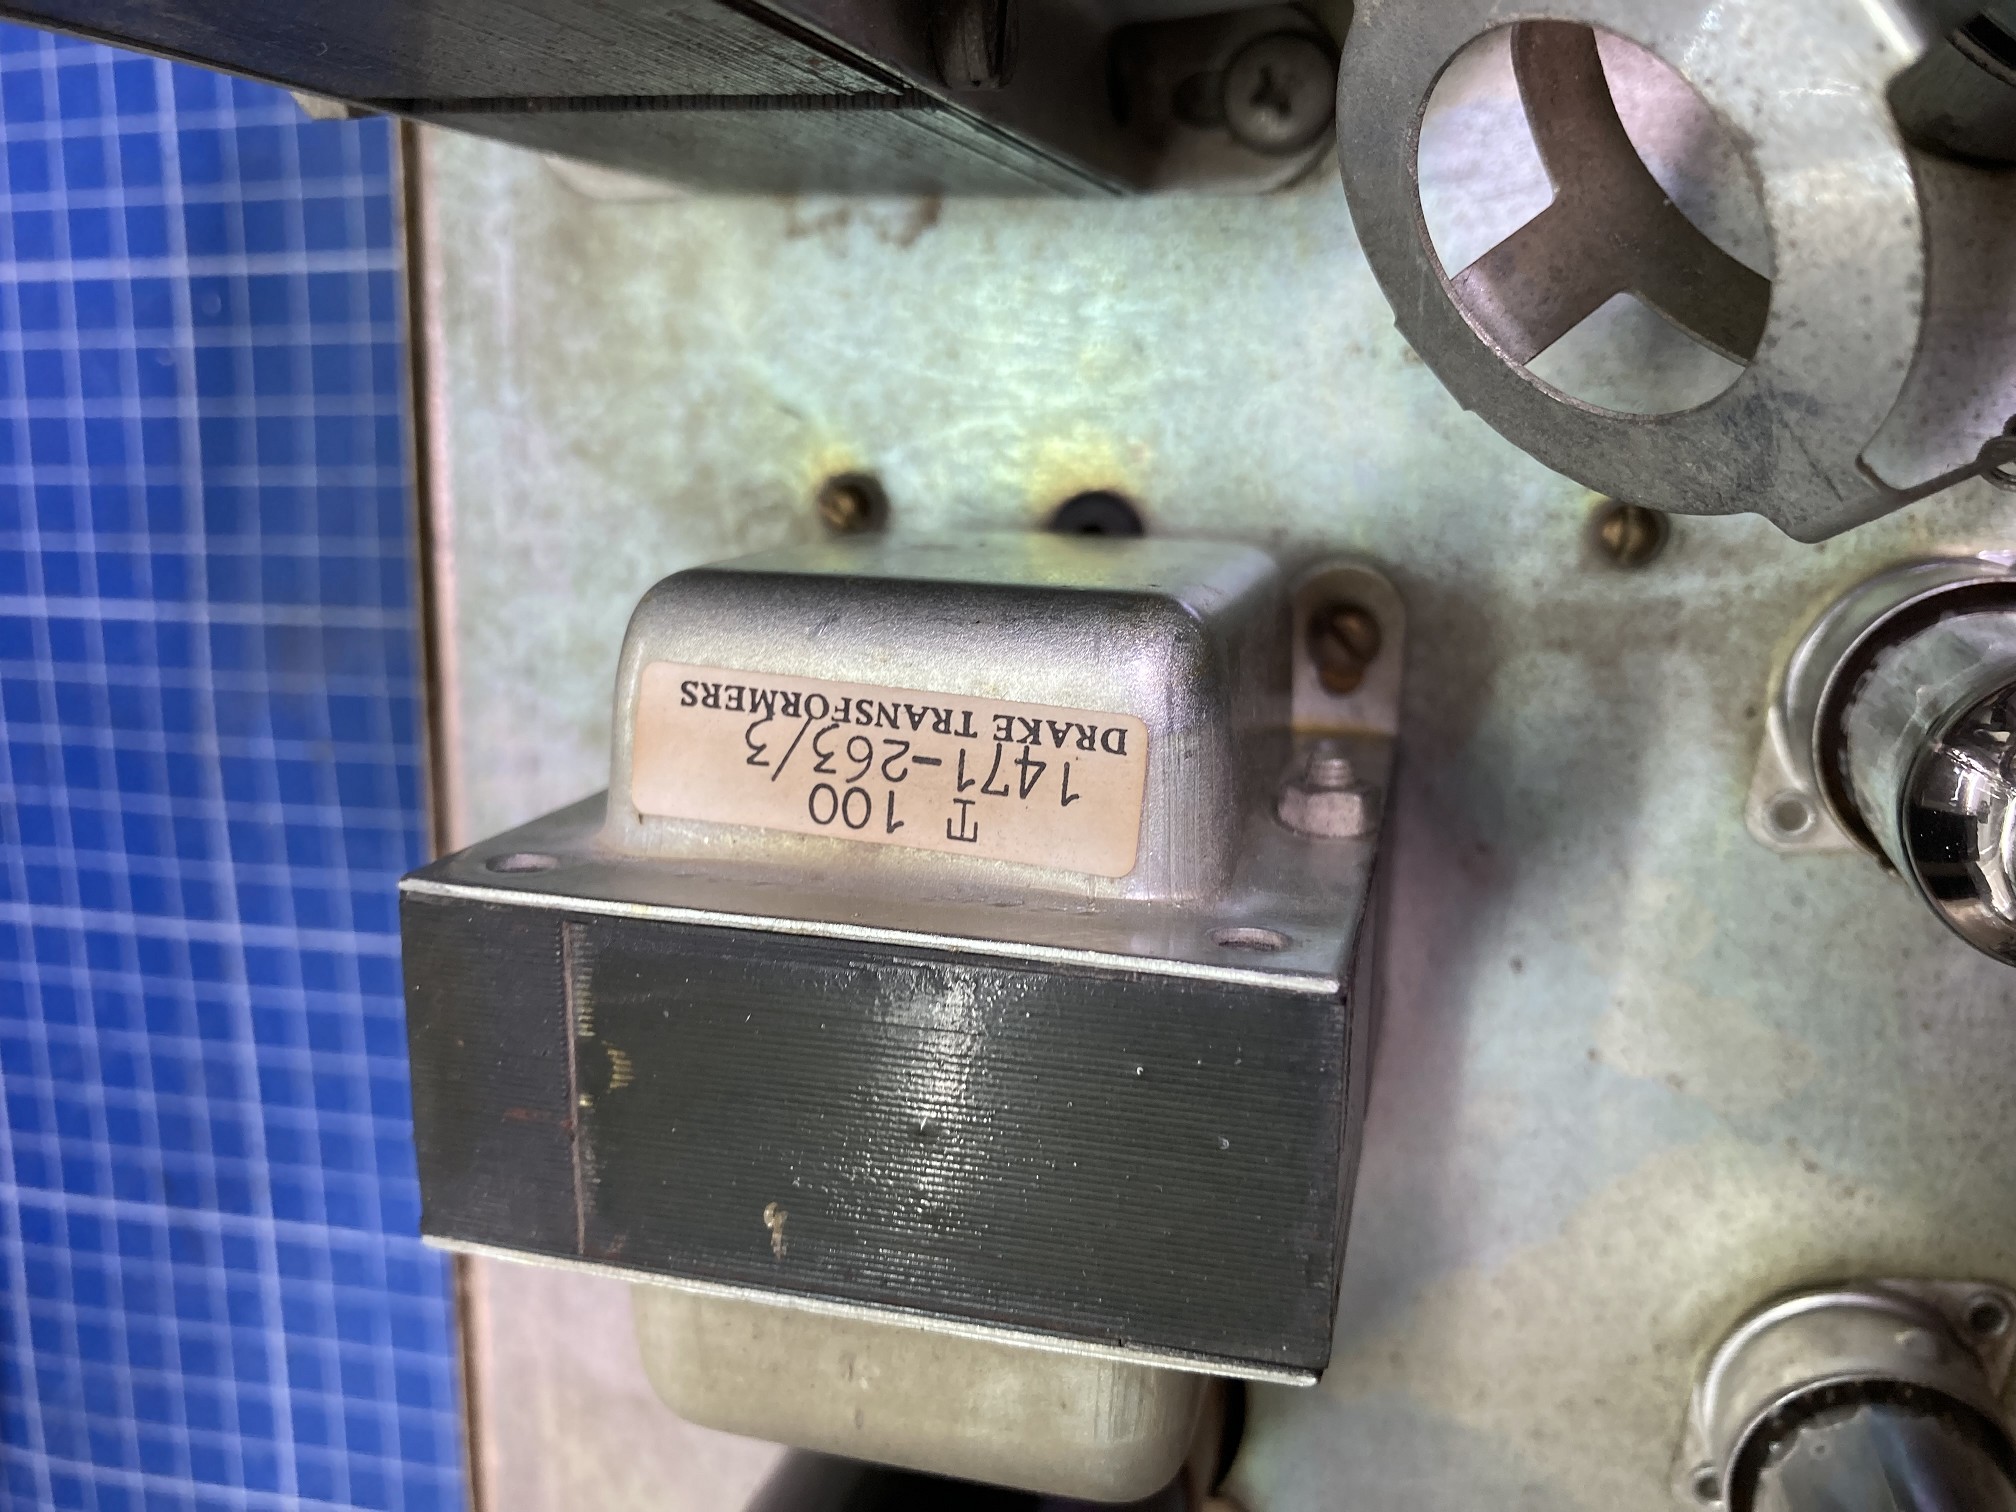 T 100
1471-263/3
DRAKE TRANSFORMERS